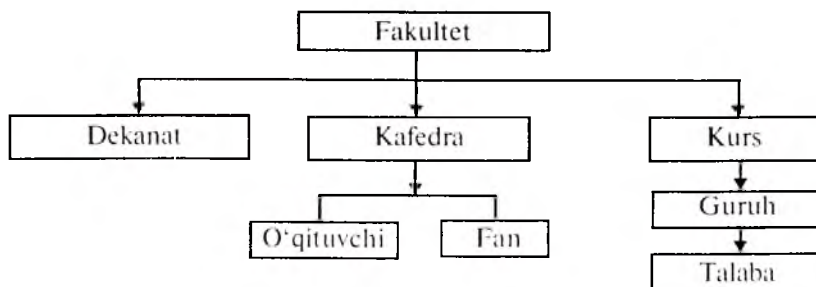 Fakultet
Dekanat
Kafedra
Kurs
O‘qituvchi
Fan
Guruh
Talaba